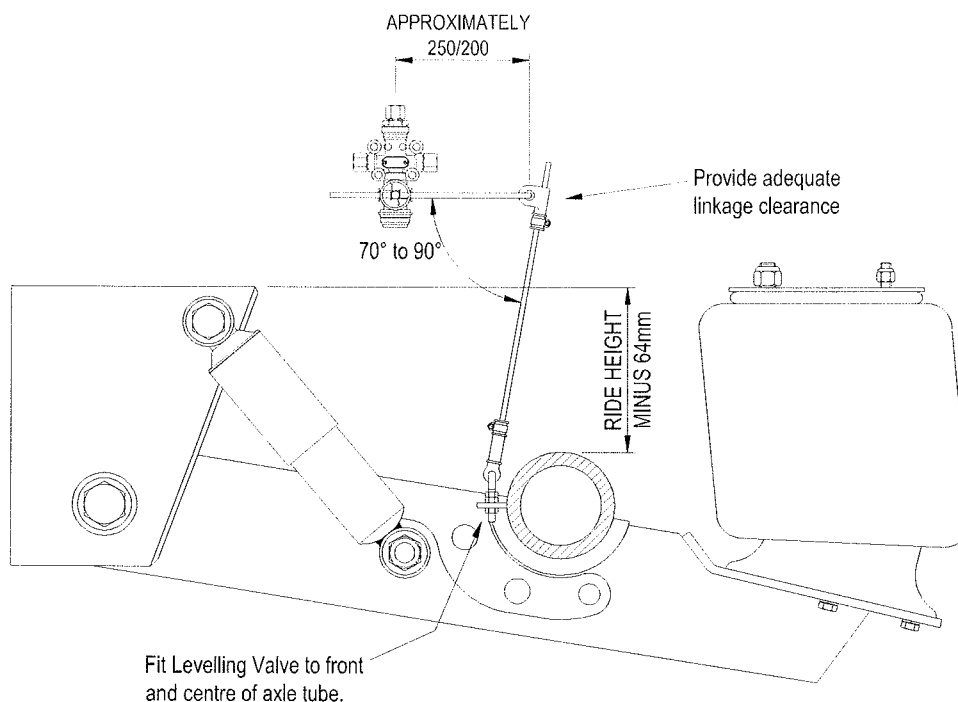 APPROXIMATELY
250/200
Provide adequate
linkage clearance
70° to 90°
RIDE HEIGHT
MINUS 64mm
Fit Levelling Valve to front
and centre of axle tube.